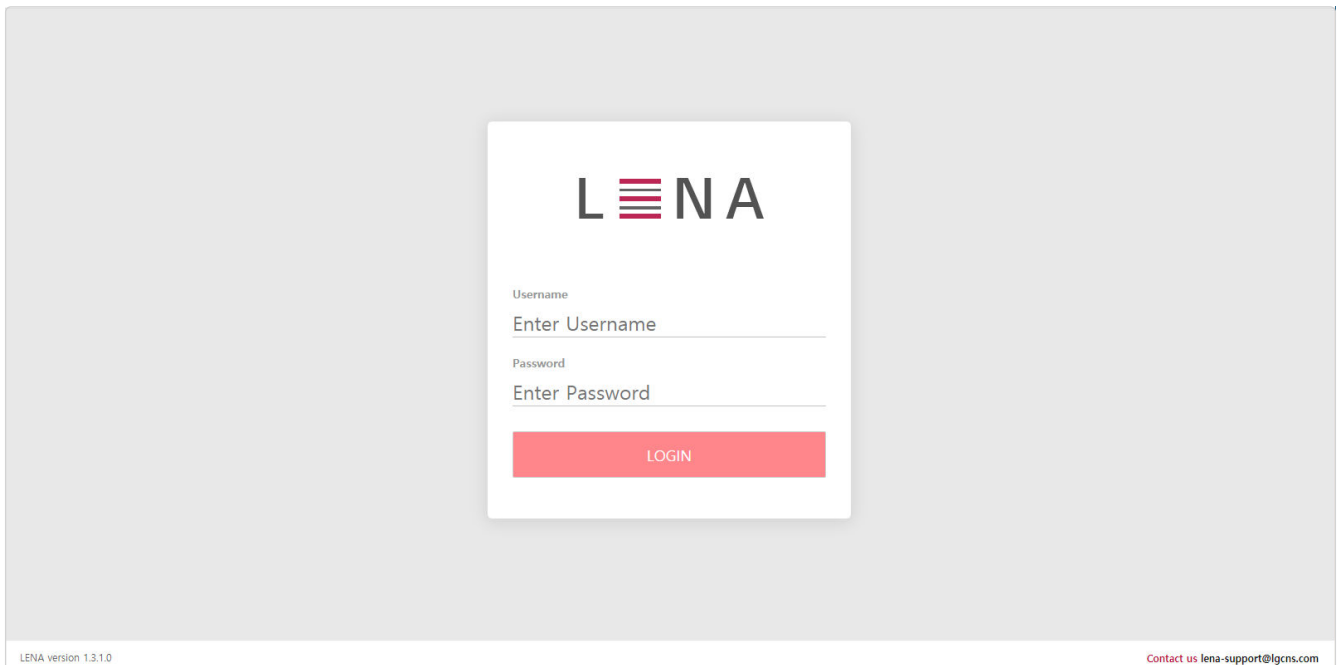 LENA
Username
Enter Username
Password
Enter Password
LOGIN
LENA version 1.3.1.0
Contact us lena-support@lgcns.com